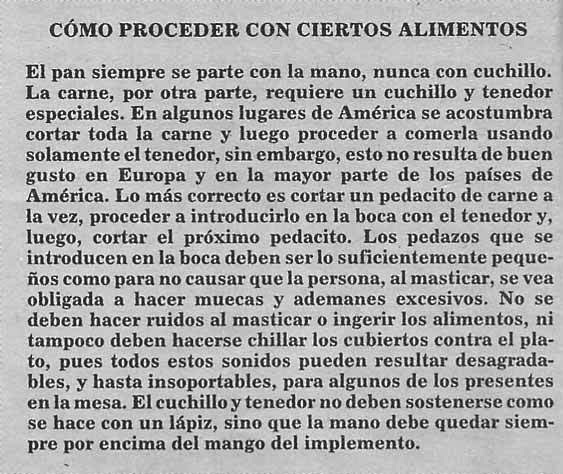 CÓMO PROCEDER CON CIERTOS ALIMENTOS
El pan siempre se parte con la mano, nunca con cuchillo.
La carne, por otra parte, requiere un cuchillo y tenedor
especiales. En algunos lugares de América se acostumbra
cortar toda la carne y luego proceder a comerla usando
solamente el tenedor, sin embargo, esto no resulta de buen
gusto en Europa y en la mayor parte de los países de
América. Lo más correcto es cortar un pedacito de carne a
la vez, proceder a introducirlo en la boca con el tenedor y,
luego, cortar el próximo pedacito. Los pedazos que se
introducen en la boca deben ser lo suficientemente peque-
ños como para no causar que la persona, al masticar, se vea
obligada a hacer muecas y ademanes excesivos. No se
deben hacer ruidos al masticar o ingerir los alimentos, ni
tampoco deben hacerse chillar los cubiertos contra el pla-
to, pues todos estos sonidos pueden resultar desagrada-
bles, y hasta insoportables, para algunos de los presentes
en la mesa. El cuchillo y tenedor no deben sostenerse como
se hace con un lápiz, sino que la mano debe quedar siem-
pre por encima del mango del implemento.